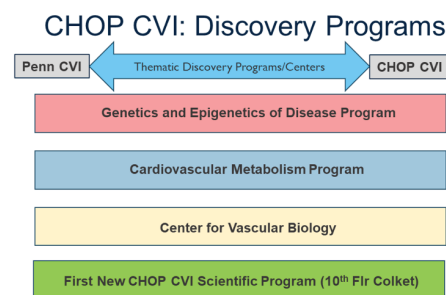 CHOP CVI: Discovery Programs
Penn CVI
Thematic Discovery Programs/Centers
CHOP CVI
Genetics and Epigenetics of Disease Program
Cardiovascular Metabolism Program
Center for Vascular Biology
First New CHOP CVI Scientific Program (10th Flr Colket)